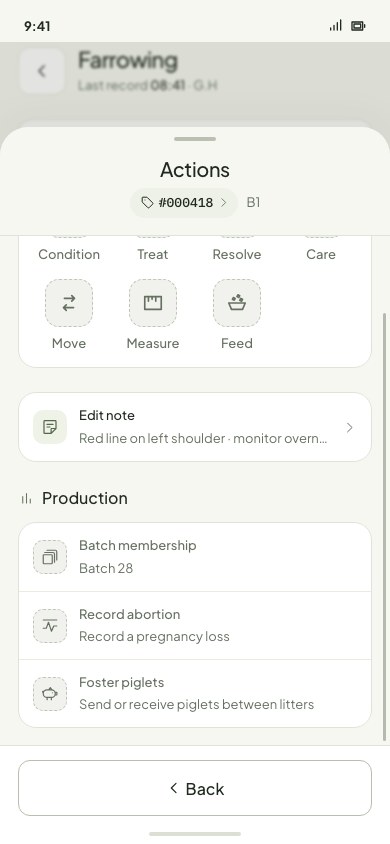 9:41
Farrowing
Last record 08:41 · G.H
Actions
#000418 B1
Condition Treat Resolve Care
Move Measure Feed
Edit note
Red line on left shoulder · monitor overn...
Production
Batch membership
Batch 28
Record abortion
Record a pregnancy loss
Foster piglets
Send or receive piglets between litters
Back